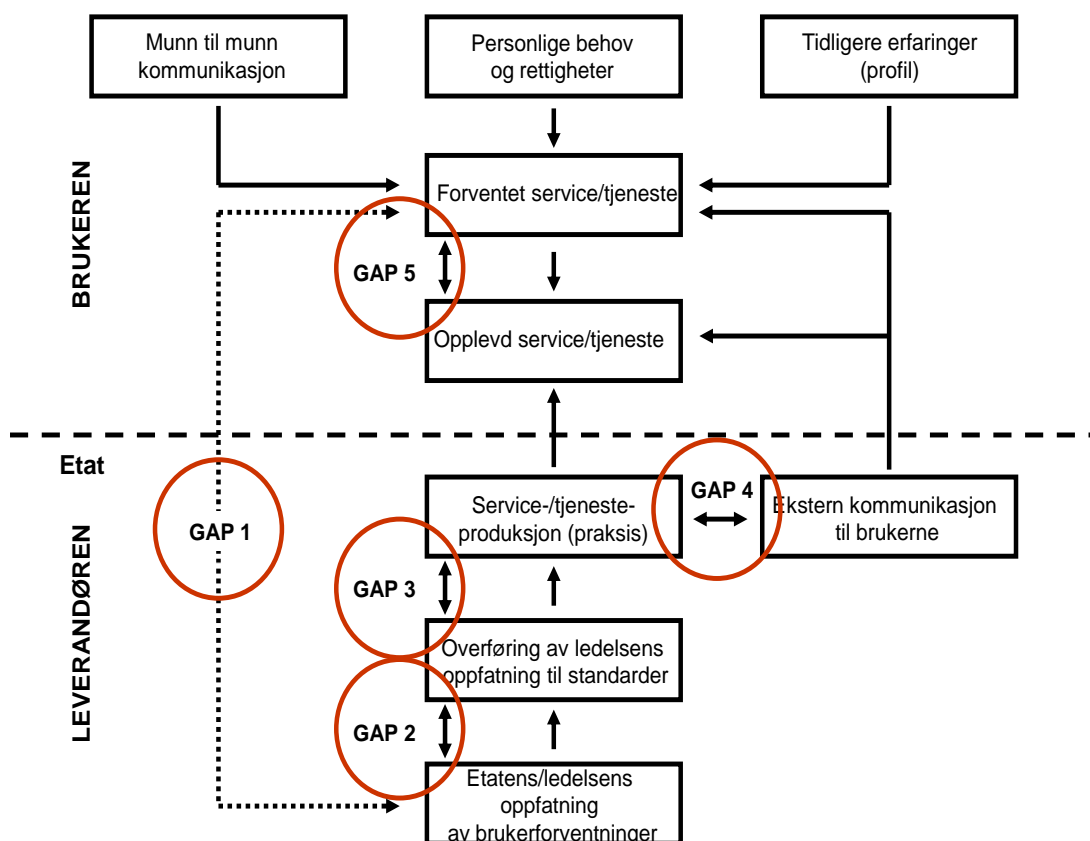 Munn til munn
kommunikasjon
Personlige behov
og rettigheter
Tidligere erfaringer
(profil)
BRUKEREN
Forventet service/tjeneste
GAP 5
Opplevd service/tjeneste
Etat
LEVERANDØREN
GAP 1
Service-/tjeneste-
produksjon (praksis)
GAP 4
Ekstern kommunikasjon
til brukerne
GAP 3
Overføring av ledelsens
oppfatning til standarder
GAP 2
Etatens/ledelsens
oppfatning
av brukerforventninger